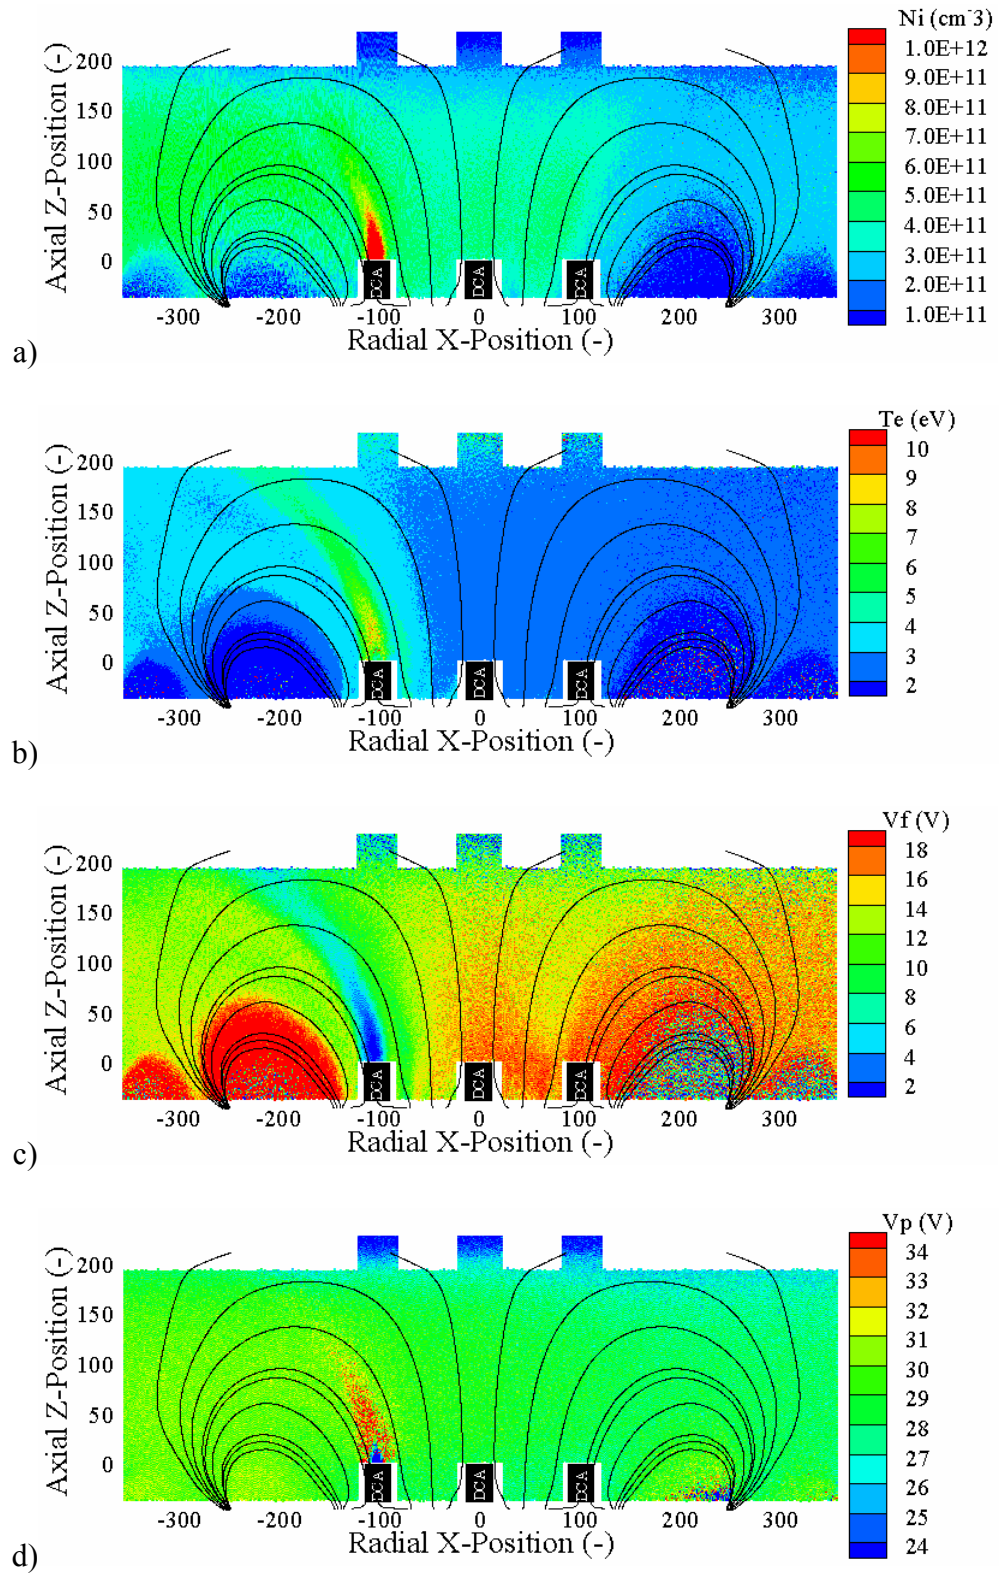 Ni (cm-3)
1.0E+12
9.0E+11
8.0E+11
7.0E+11
6.0E+11
5.0E+11
4.0E+11
3.0E+11
2.0E+11
1.0E+11
Axial Z-Position (-)
200
150
100
50
0
DCA DCA DCA
-300 -200 -100 0 100 200 300
Radial X-Position (-)
a)
Te (eV)
10
9
8
7
6
5
4
3
2
Axial Z-Position (-)
200
150
100
50
0
DCA DCA DCA
-300 -200 -100 0 100 200 300
Radial X-Position (-)
b)
Vf (V)
18
16
14
12
10
8
6
4
2
Axial Z-Position (-)
200
150
100
50
0
DCA DCA DCA
-300 -200 -100 0 100 200 300
Radial X-Position (-)
c)
Vp (V)
34
33
32
31
30
29
28
27
26
25
24
Axial Z-Position (-)
200
150
100
50
0
DCA DCA DCA
-300 -200 -100 0 100 200 300
Radial X-Position (-)
d)